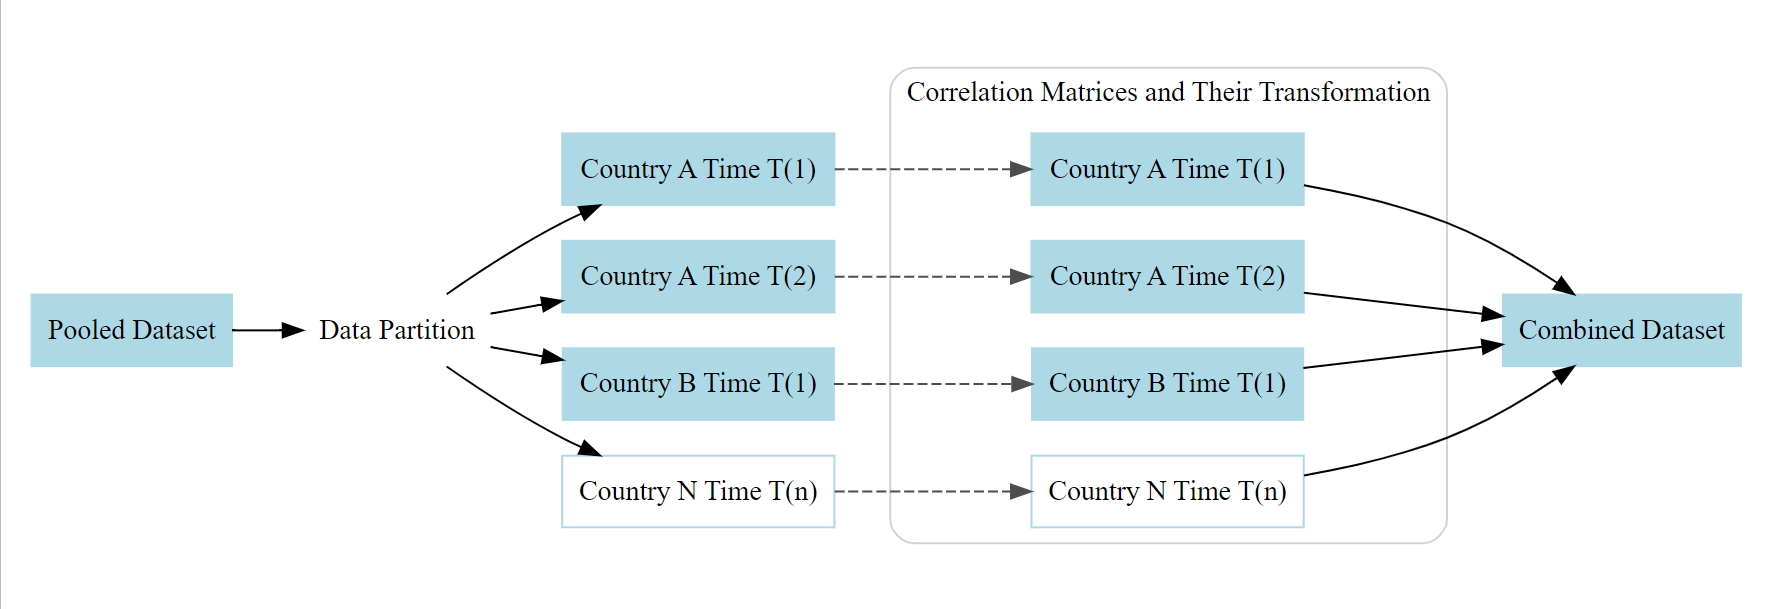 Correlation Matrices and Their Transformation
Country A Time T(1)
Country A Time T(1)
Country A Time T(2)
Country A Time T(2)
Pooled Dataset
Data Partition
Combined Dataset
Country B Time T(1)
Country B Time T(1)
Country N Time T(n)
Country N Time T(n)